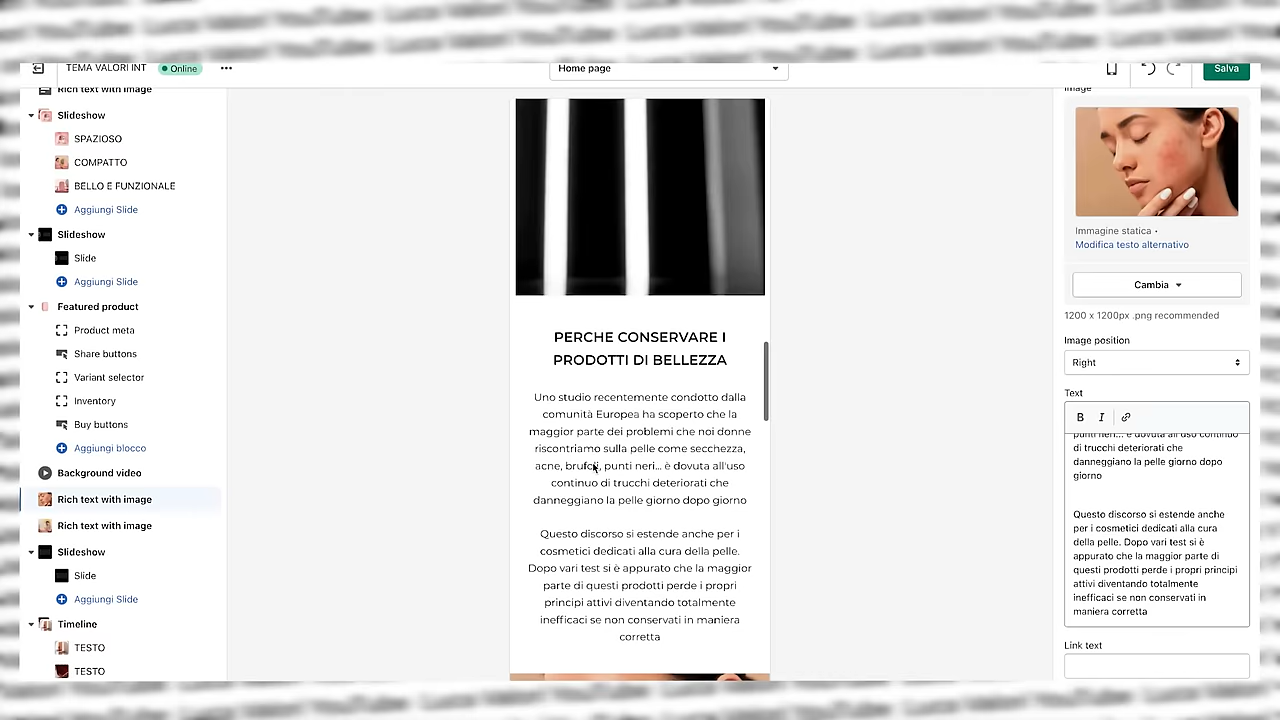 TEMA VALORI INT
Online
Home page
Salva
Rich text with image
Slideshow
SPAZIOSO
COMPATTO
BELLO E FUNZIONALE
Aggiungi Slide
Slideshow
Slide
Aggiungi Slide
Featured product
Product meta
Share buttons
Variant selector
Inventory
Buy buttons
Aggiungi blocco
Background video
Rich text with image
Rich text with image
Slideshow
Slide
Aggiungi Slide
Timeline
TESTO
TESTO
PERCHE CONSERVARE I
PRODOTTI DI BELLEZZA
Uno studio recentemente condotto dalla
comunità Europea ha scoperto che la
maggior parte dei problemi che noi donne
riscontriamo sulla pelle come secchezza,
acne, brufoli, punti neri... è dovuta all'uso
continuo di trucchi deteriorati che
danneggiano la pelle giorno dopo giorno
Questo discorso si estende anche per i
cosmetici dedicati alla cura della pelle.
Dopo vari test si è appurato che la maggior
parte di questi prodotti perde i propri
principi attivi diventando totalmente
inefficaci se non conservati in maniera
corretta
Image
Immagine statica •
Modifica testo alternativo
Cambia
1200 x 1200px .png recommended
Image position
Right
Text
B I
punti neri... è dovuta all'uso continuo
di trucchi deteriorati che
danneggiano la pelle giorno dopo
giorno
Questo discorso si estende anche
per i cosmetici dedicati alla cura
della pelle. Dopo vari test si è
appurato che la maggior parte di
questi prodotti perde i propri principi
attivi diventando totalmente
inefficaci se non conservati in
maniera corretta
Link text